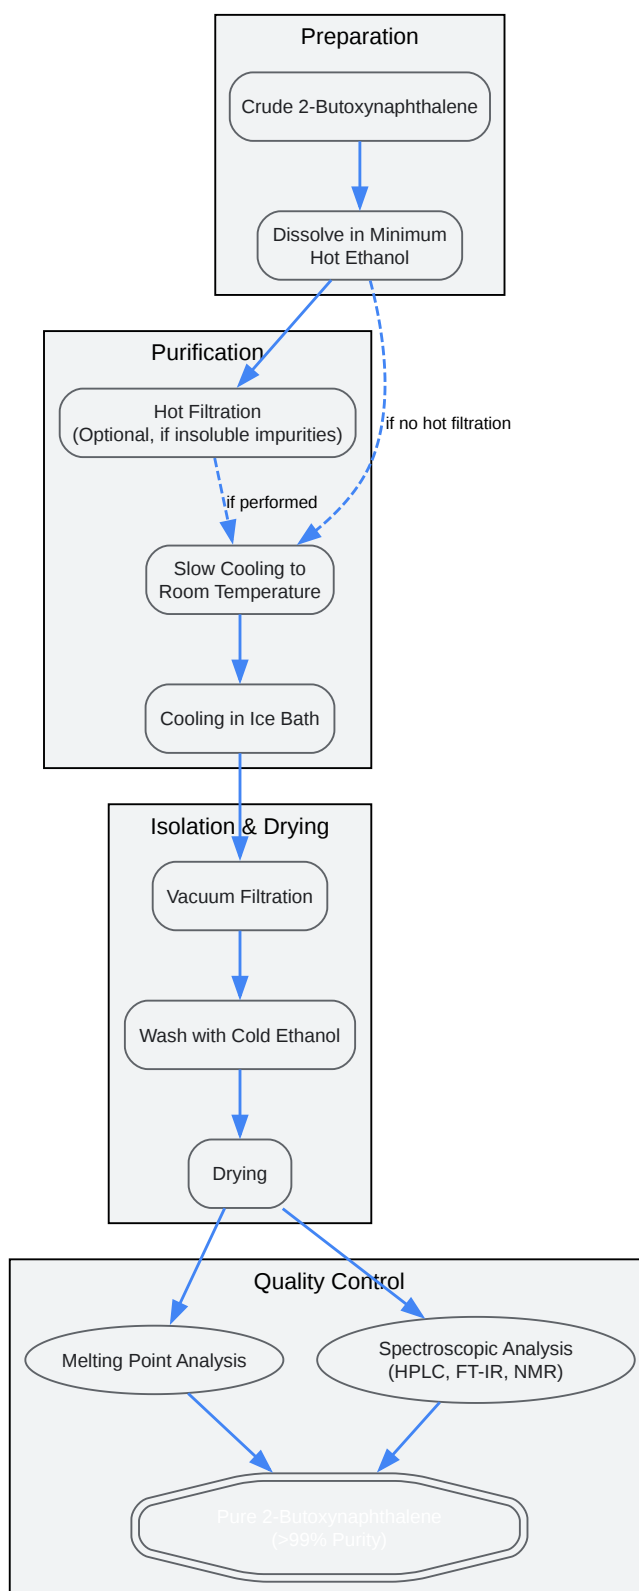 Preparation
Crude 2-Butoxynaphthalene
Dissolve in Minimum
Hot Ethanol
Purification
Hot Filtration
(Optional, if insoluble impurities)
if no hot filtration
if performed
Slow Cooling to
Room Temperature
Cooling in Ice Bath
Isolation & Drying
Vacuum Filtration
Wash with Cold Ethanol
Drying
Quality Control
Melting Point Analysis
Spectroscopic Analysis
(HPLC, FT-IR, NMR)
Pure 2-Butoxynaphthalene
(>99% Purity)